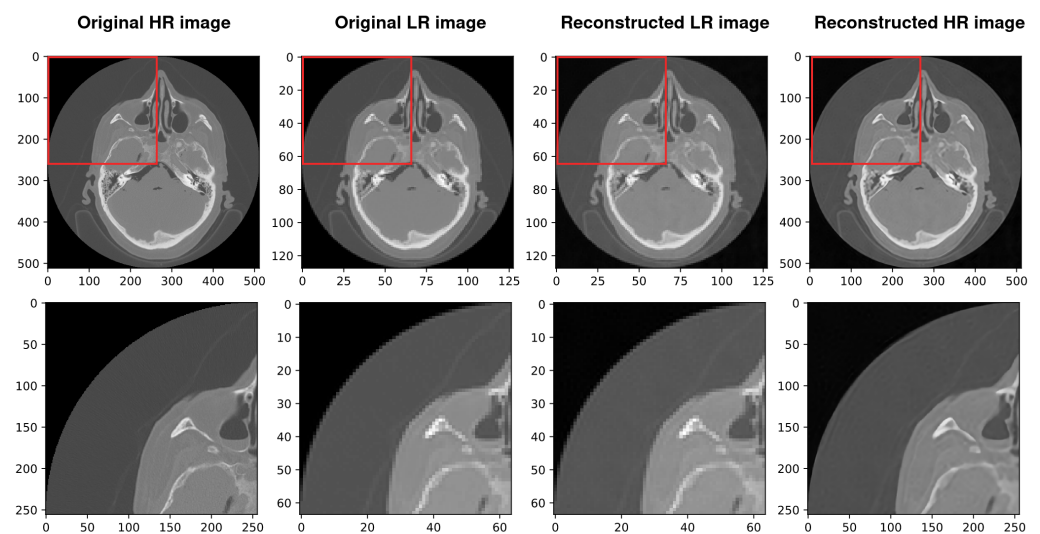 Original HR image Original LR image Reconstructed LR image Reconstructed HR image
0 0 0 0
100 20 20 100
200 40 40 200
300 60 60 300
400 80 80 400
500 100 100 500
120 120
0 100 200 300 400 500 0 25 50 75 100 125 0 25 50 75 100 125 0 100 200 300 400 500
0 0 0 0
50 10 10 50
100 20 20 100
150 30 30 150
200 40 40 200
250 50 50 250
60 60
0 50 100 150 200 250 0 20 40 60 0 20 40 60 0 50 100 150 200 250